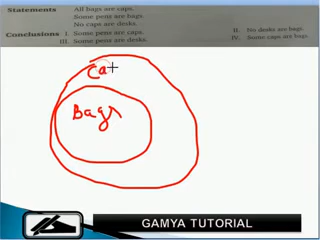 Statements All bags are caps.
Some pens are bags.
No caps are desks.
Conclusions I. Some pens are caps. II. No desks are bags.
III. Some pens are desks. IV. Some caps are bags.
Ca
Bags
GAMYA TUTORIAL